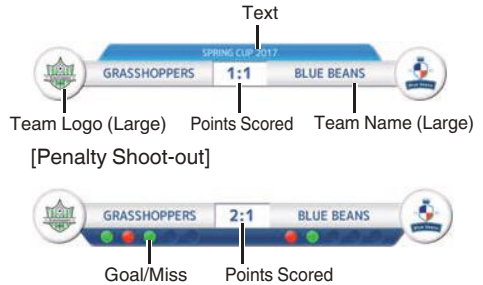 Text
SPRING CUP 2017
GRASSHOPPERS 1:1 BLUE BEANS
Team Logo (Large) Points Scored Team Name (Large)
[Penalty Shoot-out]
GRASSHOPPERS 2:1 BLUE BEANS
Goal/Miss Points Scored